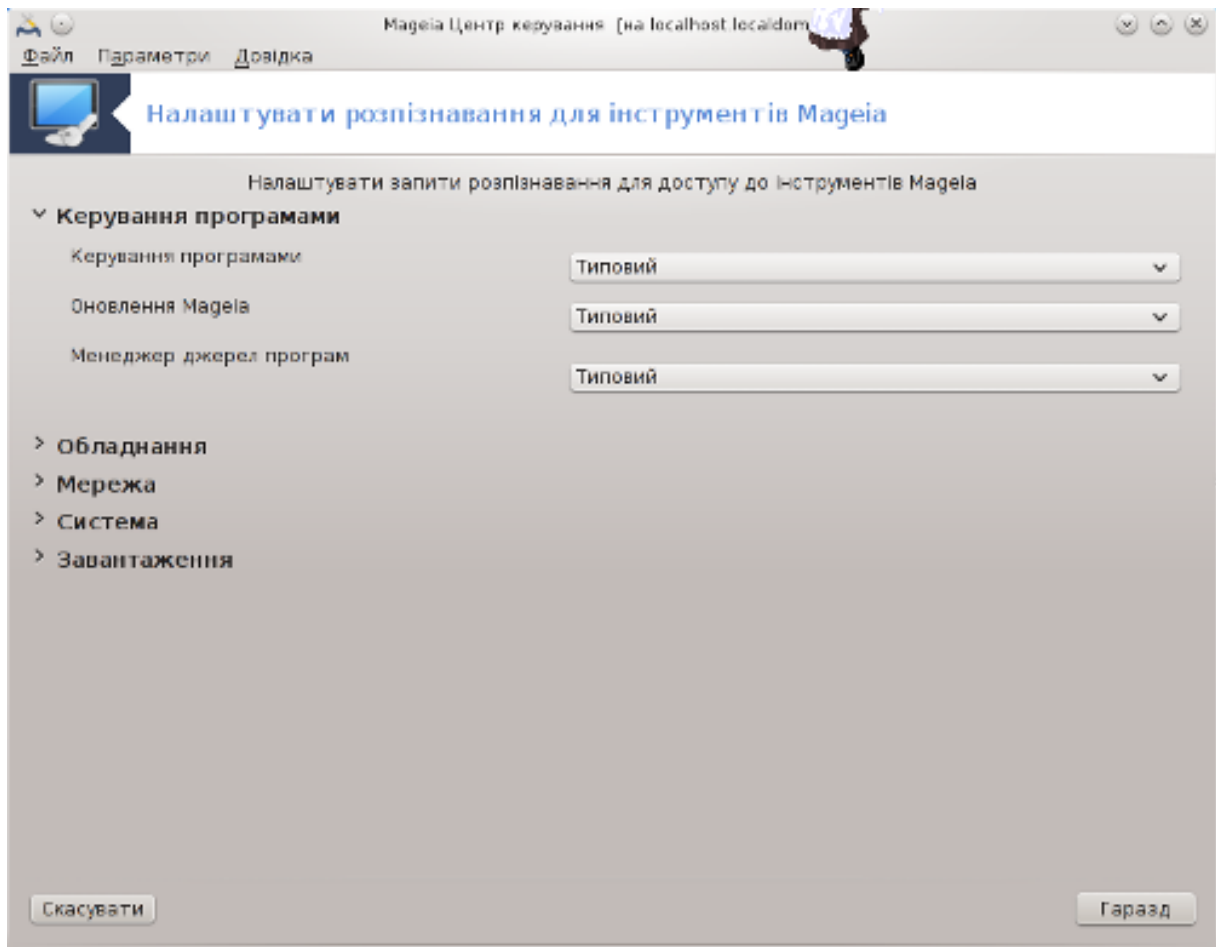 Mageia Центр керування [на localhost.localdom
Файл Параметри Довідка
Налаштувати розпізнавання для інструментів Mageia
Налаштувати запити розпізнавання для доступу до інструментів Mageia
Керування програмами
Керування програмами Типовий
Оновлення Mageia Типовий
Менеджер джерел програм Типовий
Обладнання
Мережа
Система
Завантаження
Скасувати Гаразд